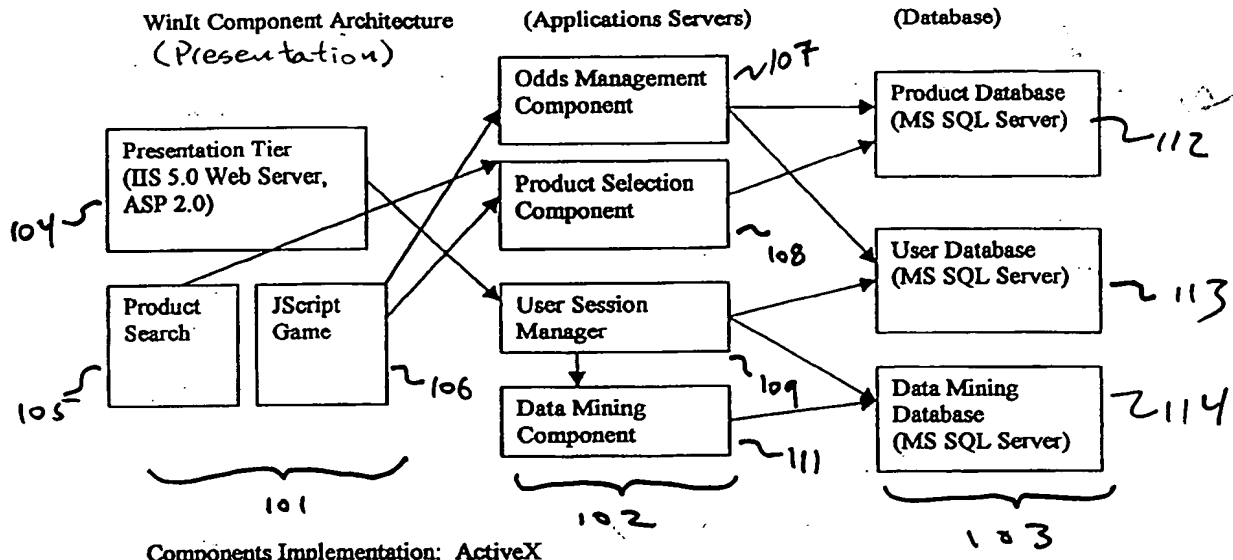 WinIt Component Architecture
(Presentation)
(Applications Servers)
(Database)
Presentation Tier
(IIS 5.0 Web Server,
ASP 2.0)
104
Product
Search
105
JScript
Game
106
101
Odds Management
Component
107
Product Selection
Component
108
User Session
Manager
109
Data Mining
Component
111
102
Product Database
(MS SQL Server)
112
User Database
(MS SQL Server)
113
Data Mining
Database
(MS SQL Server)
114
103
Components Implementation: ActiveX